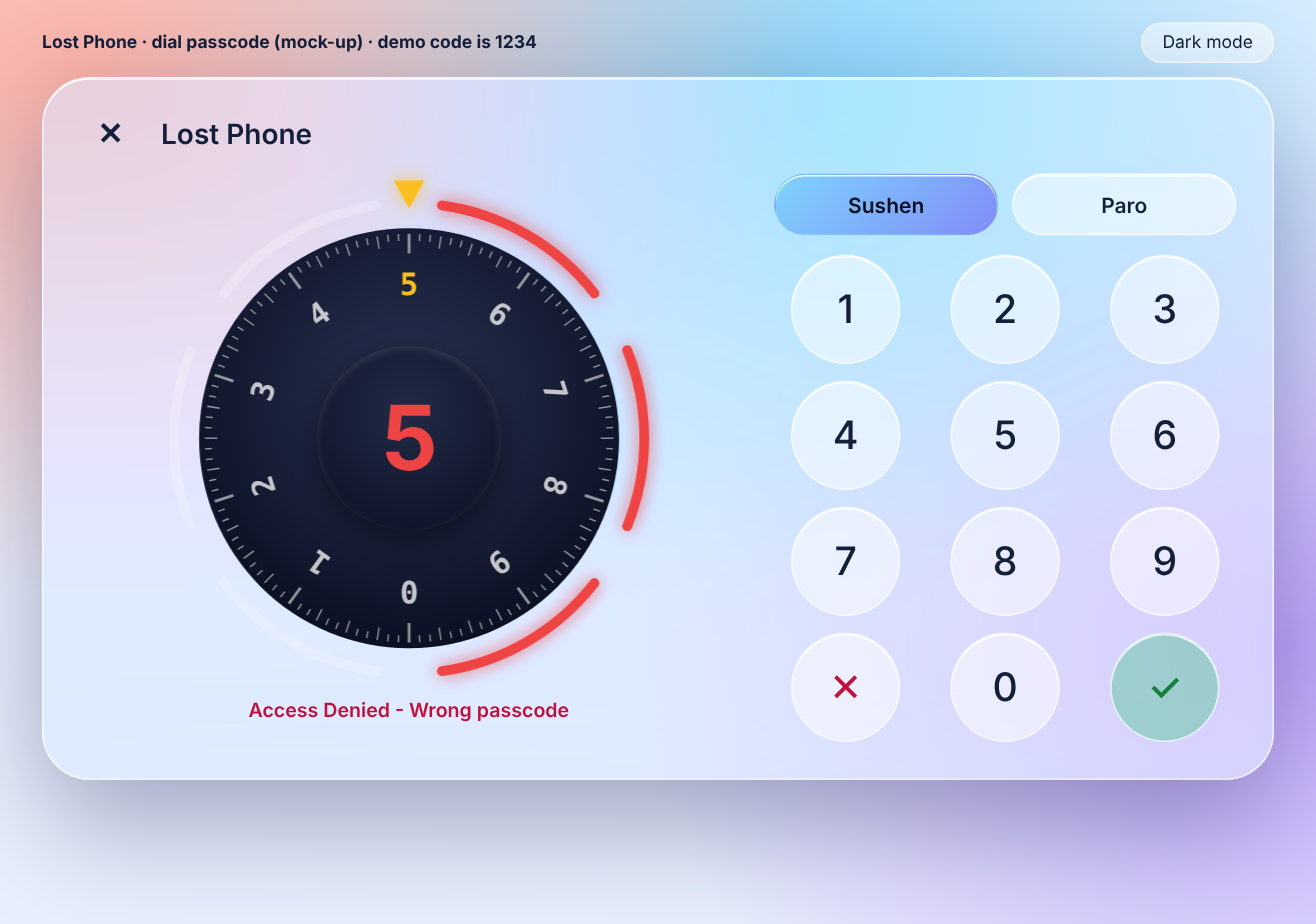 Lost Phone · dial passcode (mock-up) · demo code is 1234
Dark mode
✕ Lost Phone
Sushen
Paro
5
6
7
8
9
0
1
2
3
4
5
1 2 3
4 5 6
7 8 9
✕ 0 ✓
Access Denied - Wrong passcode